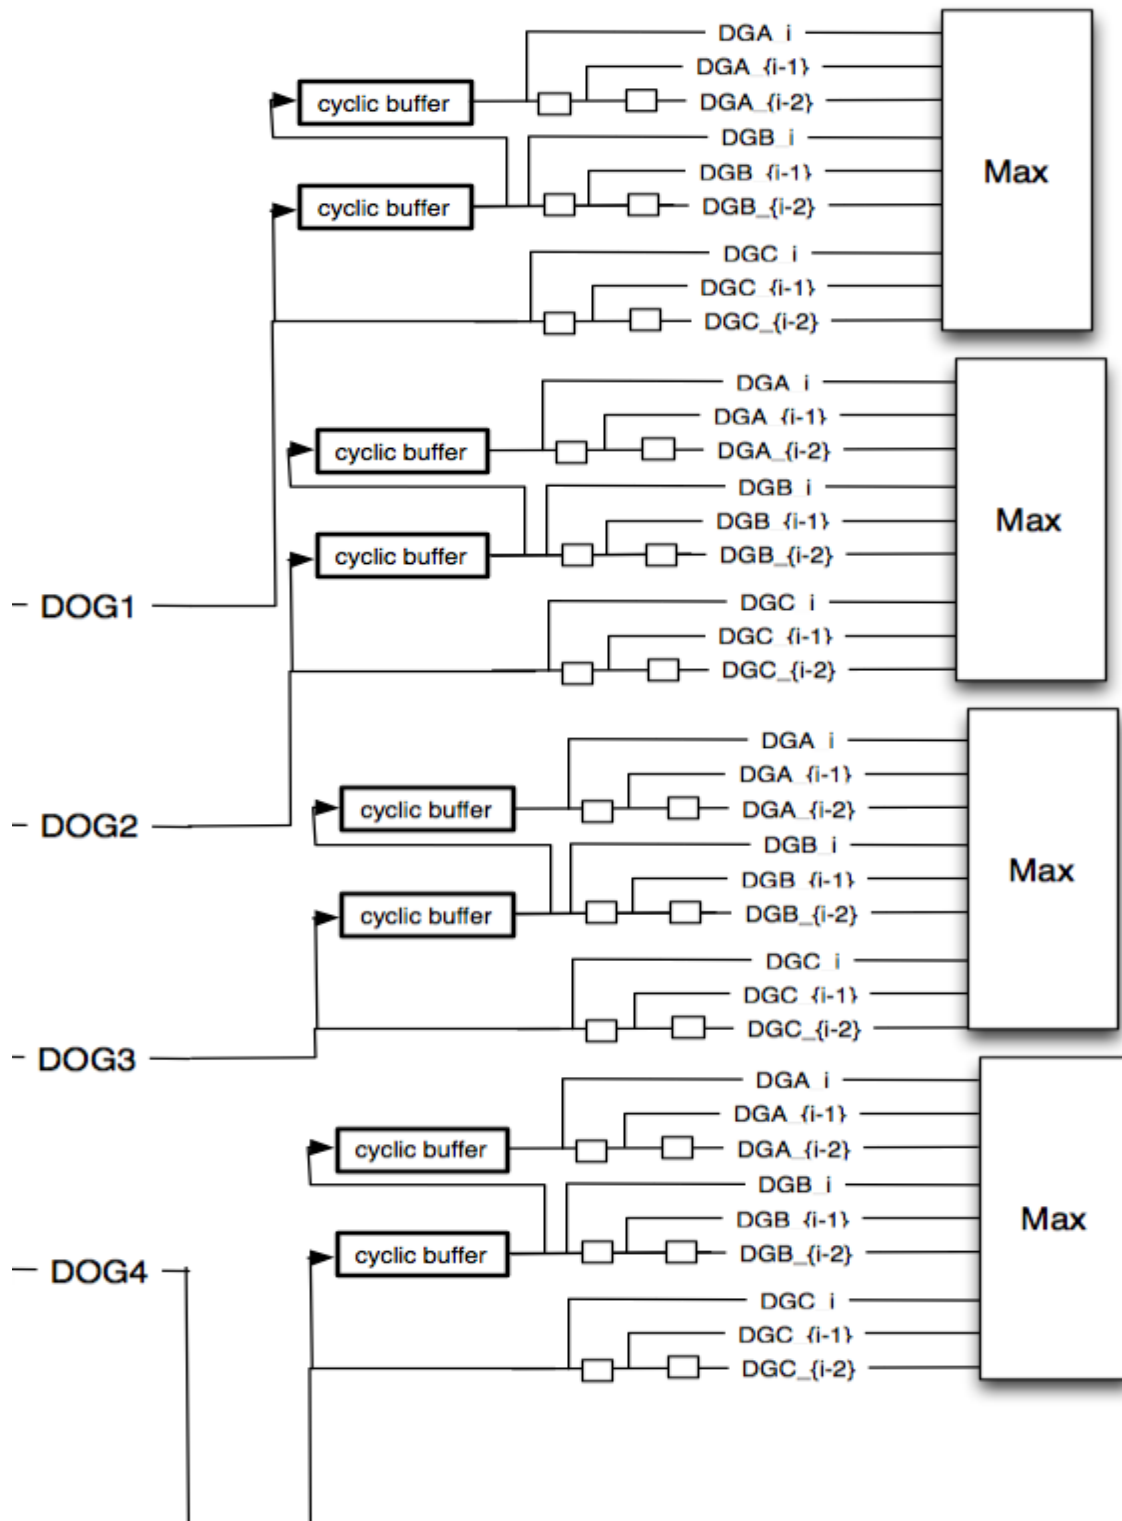 DGA_i
DGA_{i-1}
cyclic buffer
DGA_{i-2}
DGB_i
Max
DGB_{i-1}
cyclic buffer
DGB_{i-2}
DGC_i
DGC_{i-1}
DGC_{i-2}
DGA_i
DGA_{i-1}
cyclic buffer
DGA_{i-2}
DGB_i
Max
DGB_{i-1}
cyclic buffer
DGB_{i-2}
DOG1
DGC_i
DGC_{i-1}
DGC_{i-2}
DGA_i
DGA_{i-1}
cyclic buffer
DGA_{i-2}
DOG2
DGB_i
Max
DGB_{i-1}
cyclic buffer
DGB_{i-2}
DGC_i
DGC_{i-1}
DGC_{i-2}
DOG3
DGA_i
DGA_{i-1}
cyclic buffer
DGA_{i-2}
DGB_i
Max
DGB_{i-1}
cyclic buffer
DGB_{i-2}
DOG4
DGC_i
DGC_{i-1}
DGC_{i-2}